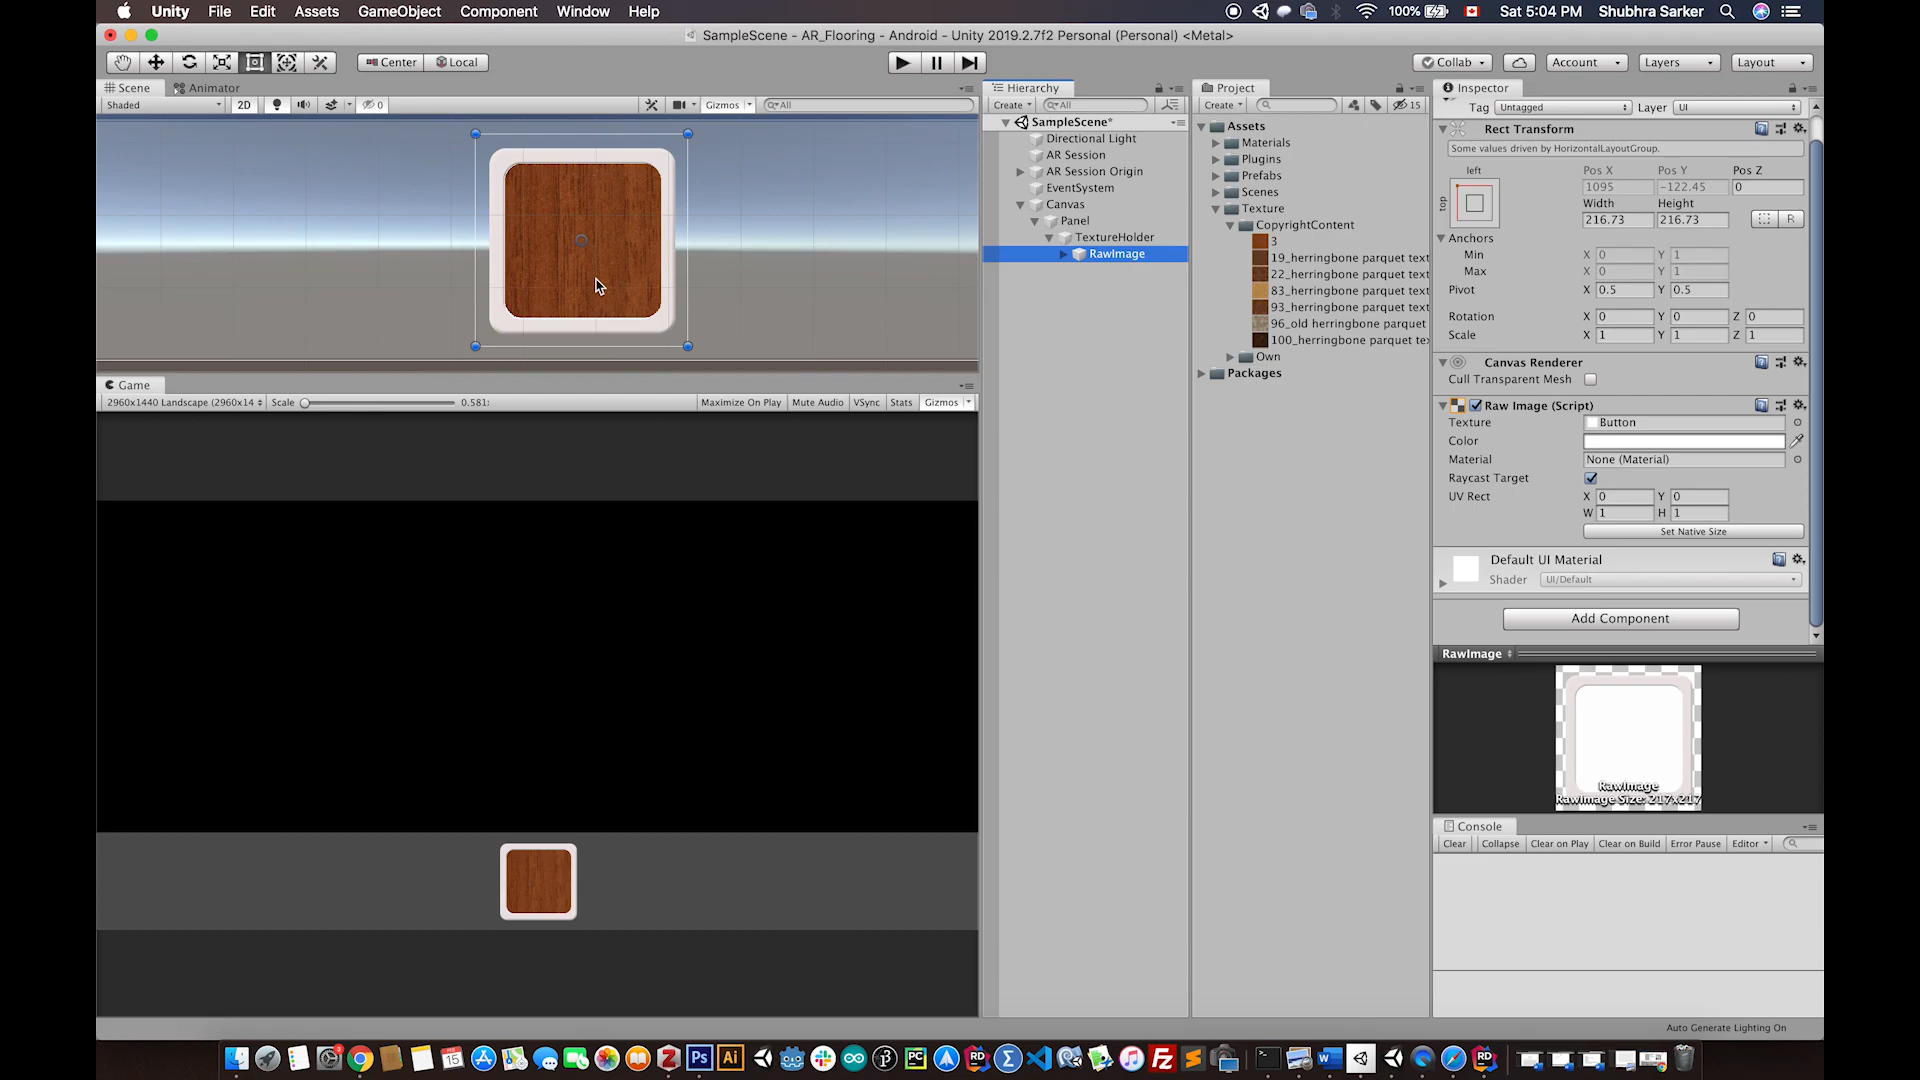 Unity File Edit Assets GameObject Component Window Help 100% Sat 5:04 PM Shubhra Sarker
SampleScene - AR_Flooring - Android - Unity 2019.2.7f2 Personal (Personal) <Metal>
Center Local Collab Account Layers Layout
Scene Animator Hierarchy Project Inspector
Shaded 2D 0 Gizmos All Create All Create 15 Tag Untagged Layer UI
SampleScene*
Directional Light
AR Session
AR Session Origin
EventSystem
Canvas
Panel
TextureHolder
RawImage
Assets
Materials
Plugins
Prefabs
Scenes
Texture
CopyrightContent
3
19_herringbone parquet text
22_herringbone parquet text
83_herringbone parquet text
93_herringbone parquet text
96_old herringbone parquet
100_herringbone parquet tex
Own
Packages
Rect Transform
Some values driven by HorizontalLayoutGroup.
left Pos X Pos Y Pos Z
top 1095 -122.45 0
Width Height
216.73 216.73 R
Anchors
Min X 0 Y 1
Max X 0 Y 1
Pivot X 0.5 Y 0.5
Rotation X 0 Y 0 Z 0
Scale X 1 Y 1 Z 1
Canvas Renderer
Cull Transparent Mesh
Raw Image (Script)
Texture Button
Color
Material None (Material)
Raycast Target
UV Rect X 0 Y 0
W 1 H 1
Set Native Size
Default UI Material
Shader UI/Default
Add Component
RawImage
RawImage
RawImage Size: 217x217
Console
Clear Collapse Clear on Play Clear on Build Error Pause Editor
Game
2960x1440 Landscape (2960x14 Scale 0.581: Maximize On Play Mute Audio VSync Stats Gizmos
Auto Generate Lighting On